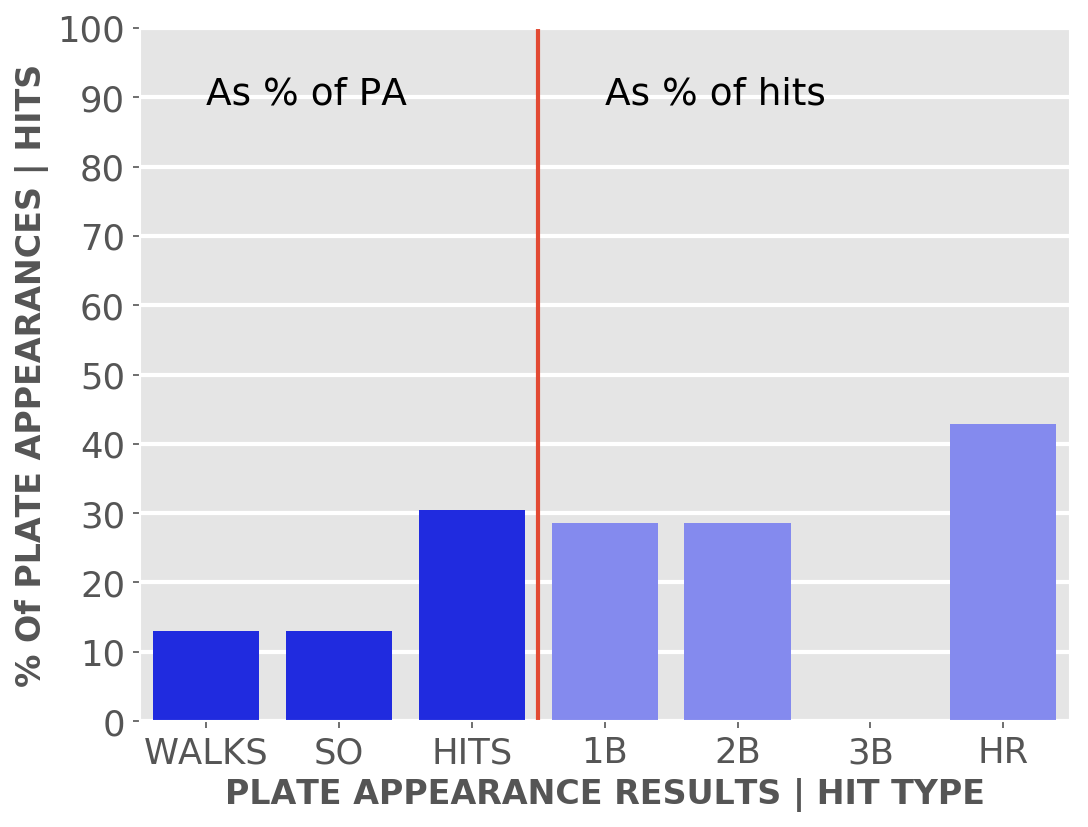 As % of PA
As % of hits
% Of PLATE APPEARANCES | HITS
100
90
80
70
60
50
40
30
20
10
0
WALKS SO HITS 1B 2B 3B HR
PLATE APPEARANCE RESULTS | HIT TYPE